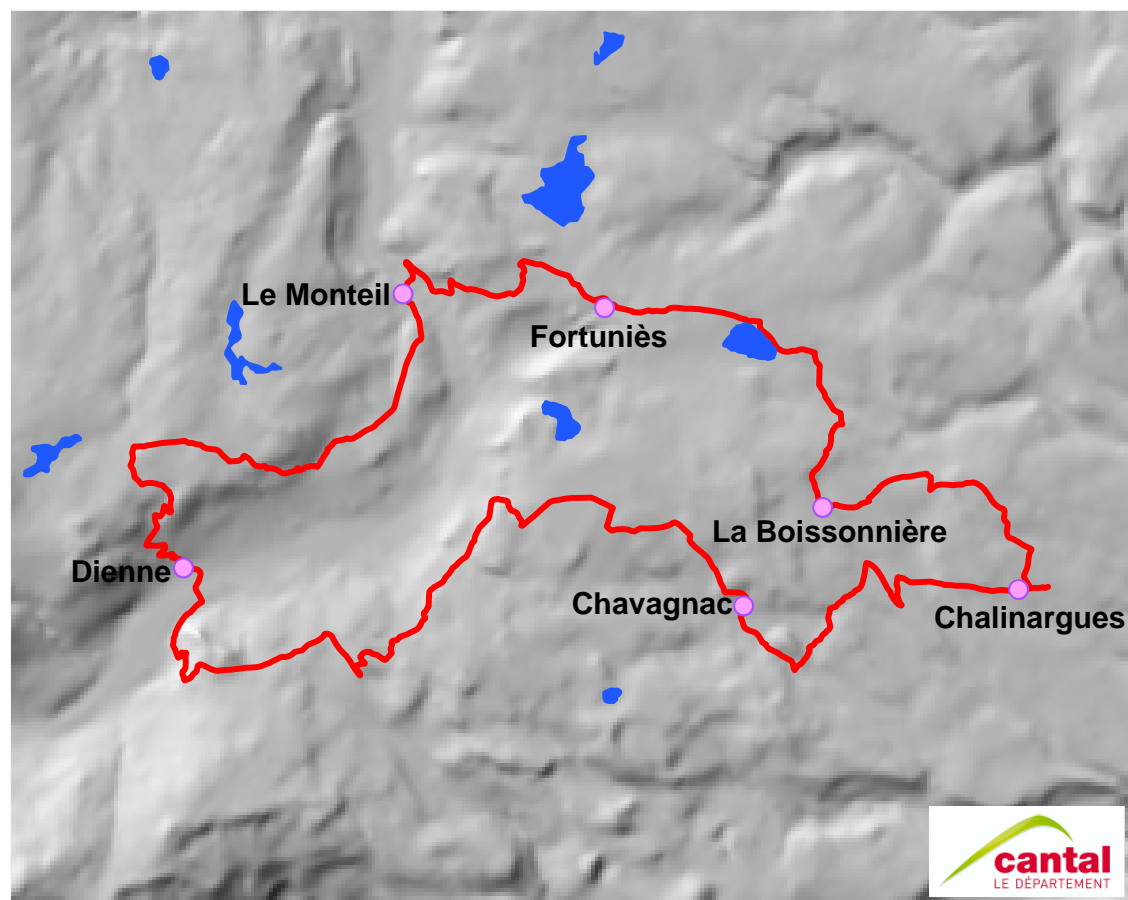 Le Monteil
Fortuniès
La Boissonnière
Dienne
Chavagnac
Chalinargues
cantal
LE DÉPARTEMENT